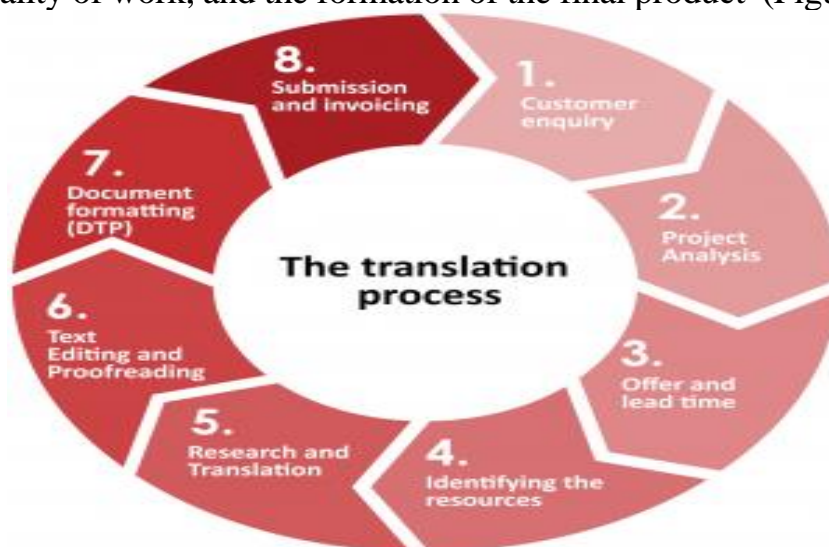 ality of work, and the formation of the final product (Figu
8.
Submission
and invoicing
1.
Customer
enquiry
2.
Project
Analysis
3.
Offer and
lead time
4.
Identifying the
resources
5.
Research and
Translation
6.
Text
Editing and
Proofreading
7.
Document
formatting
(DTP)
The translation
process